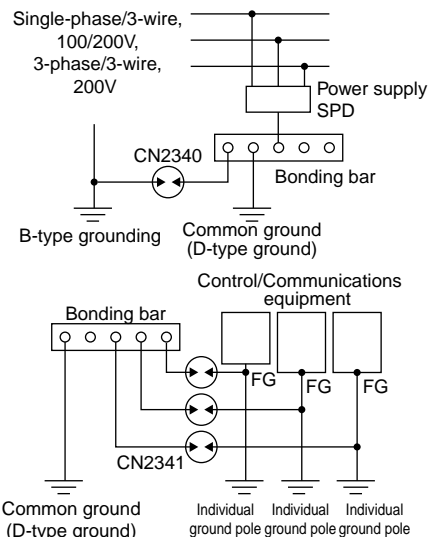 Single-phase/3-wire,
100/200V,
3-phase/3-wire,
200V
Power supply
SPD
CN2340
Bonding bar
B-type grounding
Common ground
(D-type ground)
Control/Communications
equipment
Bonding bar
FG
FG
FG
CN2341
Common ground
(D-type ground)
Individual
ground pole
Individual
ground pole
Individual
ground pole